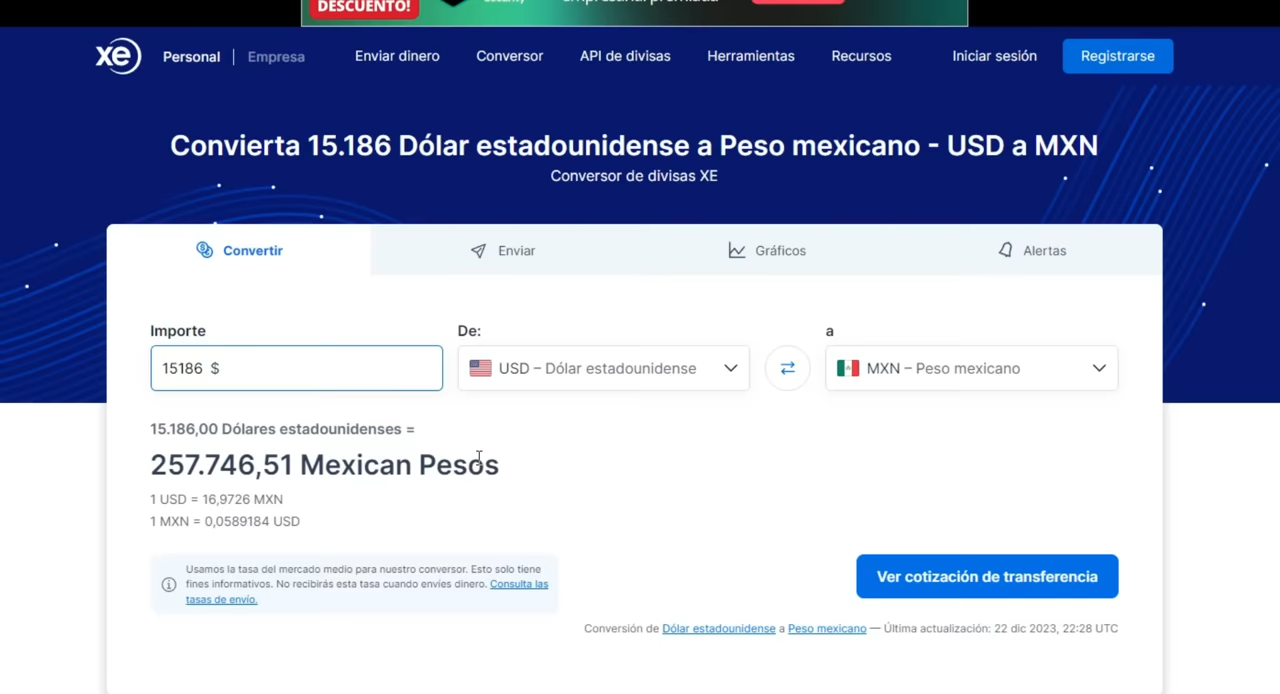 DESCUENTO!
xe Personal | Empresa Enviar dinero Conversor API de divisas Herramientas Recursos Iniciar sesión Registrarse
Convierta 15.186 Dólar estadounidense a Peso mexicano - USD a MXN
Conversor de divisas XE
Convertir Enviar Gráficos Alertas
Importe De: a
15186 $ USD – Dólar estadounidense MXN – Peso mexicano
15.186,00 Dólares estadounidenses =
257.746,51 Mexican Pesos
1 USD = 16,9726 MXN
1 MXN = 0,0589184 USD
Usamos la tasa del mercado medio para nuestro conversor. Esto solo tiene
fines informativos. No recibirás esta tasa cuando envíes dinero. Consulta las
tasas de envío.
Ver cotización de transferencia
Conversión de Dólar estadounidense a Peso mexicano — Última actualización: 22 dic 2023, 22:28 UTC